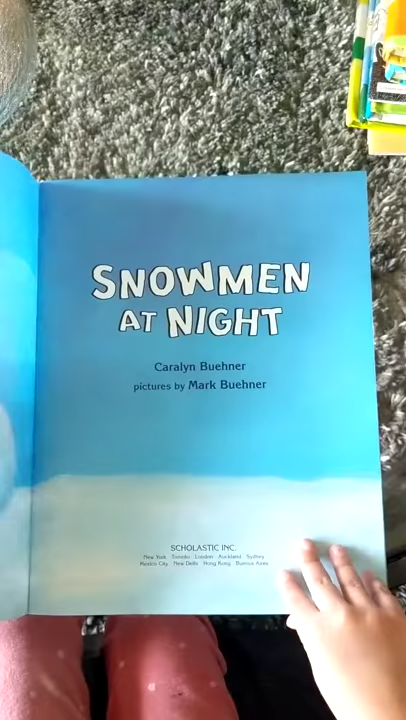 SNOWMEN
AT NIGHT
Caralyn Buehner
pictures by Mark Buehner
SCHOLASTIC INC.
New York Toronto London Auckland Sydney
Mexico City New Delhi Hong Kong Buenos Aires